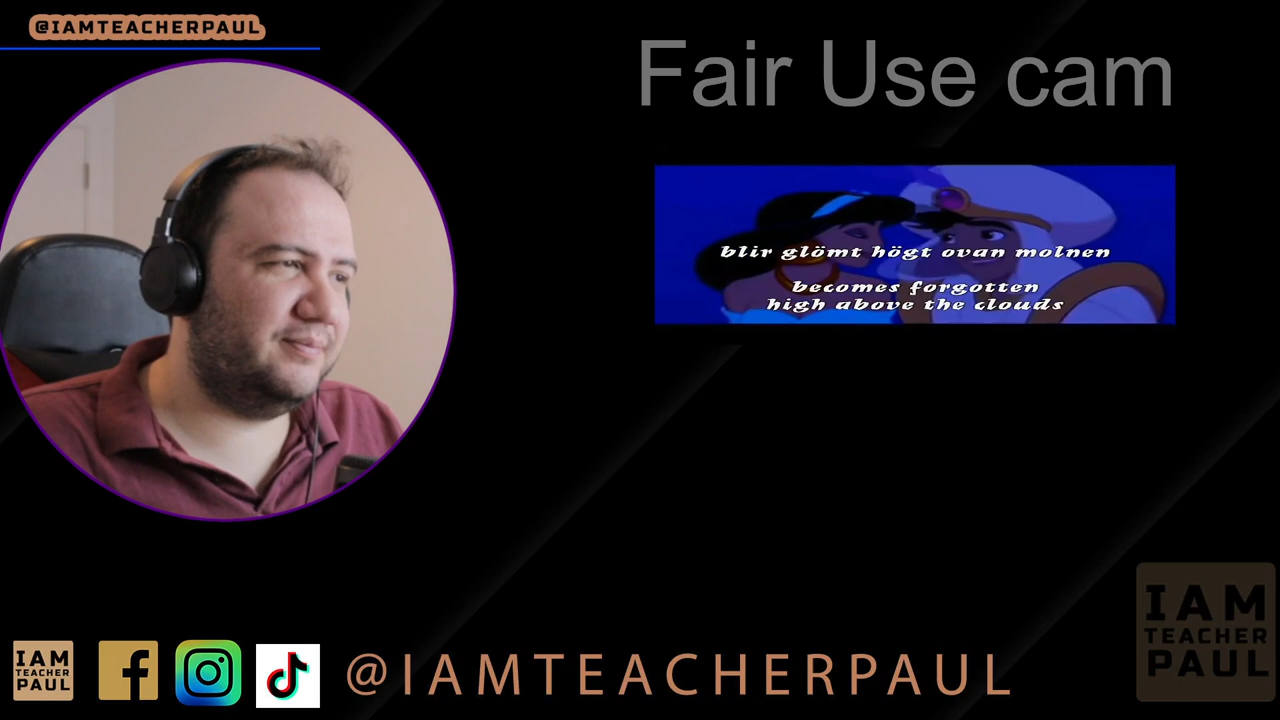 @IAMTEACHERPAUL
Fair Use cam
blir glömt högt ovan molnen
becomes forgotten
high above the clouds
IAM
TEACHER
PAUL
@IAMTEACHERPAUL
IAM
TEACHER
PAUL